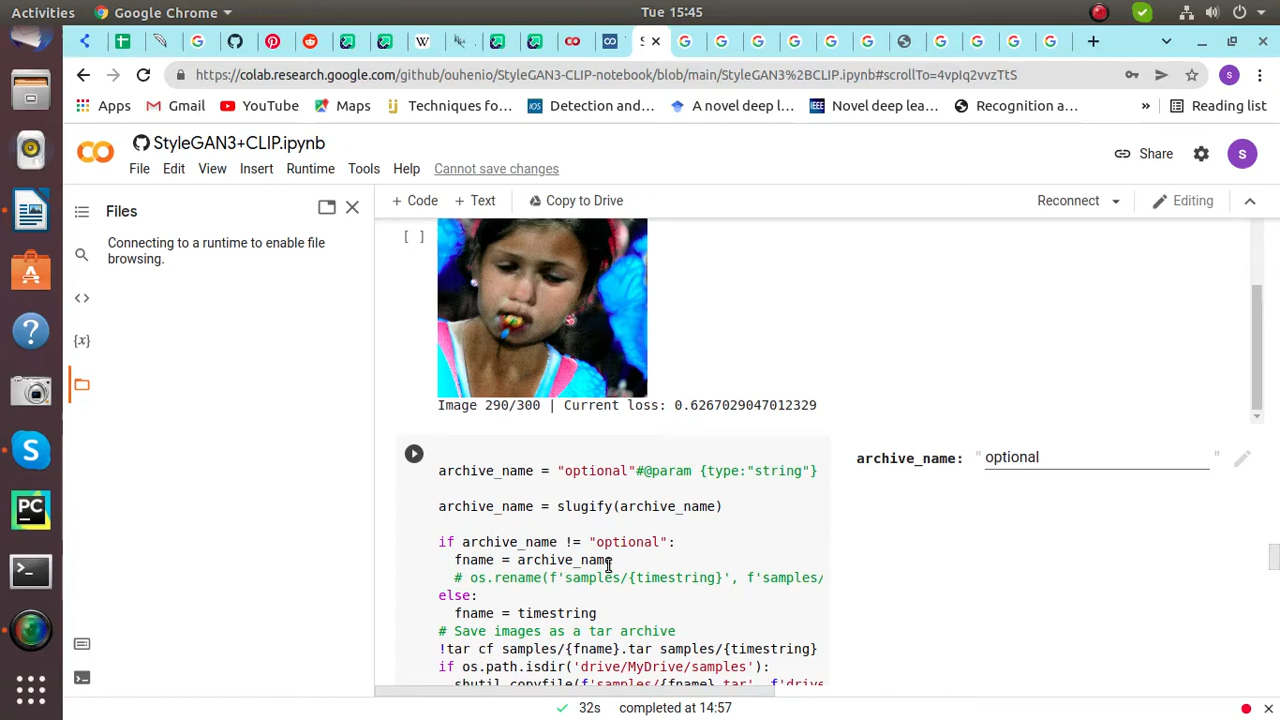 Activities
Google Chrome
Tue 15:45
S
https://colab.research.google.com/github/ouhenio/StyleGAN3-CLIP-notebook/blob/main/StyleGAN3%2BCLIP.ipynb#scrollTo=4vpIq2vvzTtS
s
Apps
Gmail
YouTube
Maps
Techniques fo...
Detection and...
A novel deep l...
Novel deep lea...
Recognition a...
»
Reading list
StyleGAN3+CLIP.ipynb
Share
s
File Edit View Insert Runtime Tools Help Cannot save changes
Files
+ Code + Text Copy to Drive
Reconnect
Editing
Connecting to a runtime to enable file
browsing.
[ ]
Image 290/300 | Current loss: 0.6267029047012329
archive_name = "optional"#@param {type:"string"}
archive_name: "optional"
archive_name = slugify(archive_name)
if archive_name != "optional":
fname = archive_name
# os.rename(f'samples/{timestring}', f'samples/
else:
fname = timestring
# Save images as a tar archive
!tar cf samples/{fname}.tar samples/{timestring}
if os.path.isdir('drive/MyDrive/samples'):
shutil.copyfile(f'samples/{fname}.tar', f'drive
32s completed at 14:57